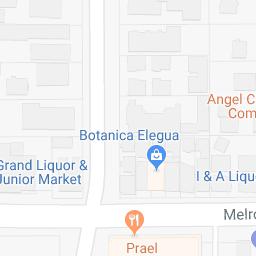 Angel C
Com
Botanica Elegua
Grand Liquor &
Junior Market
I & A Liqu
Melro
Prael